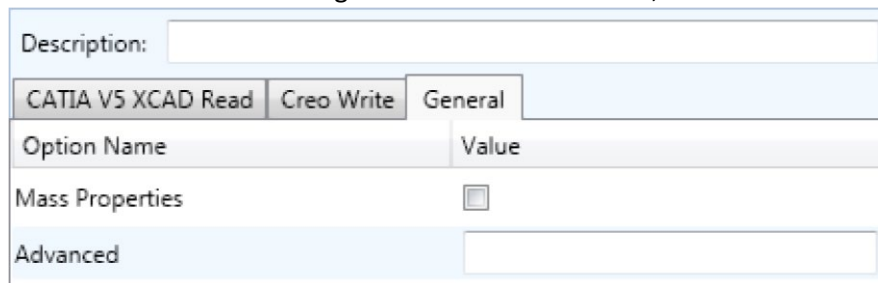 Description:
CATIA V5 XCAD Read Creo Write General
Option Name Value
Mass Properties
Advanced